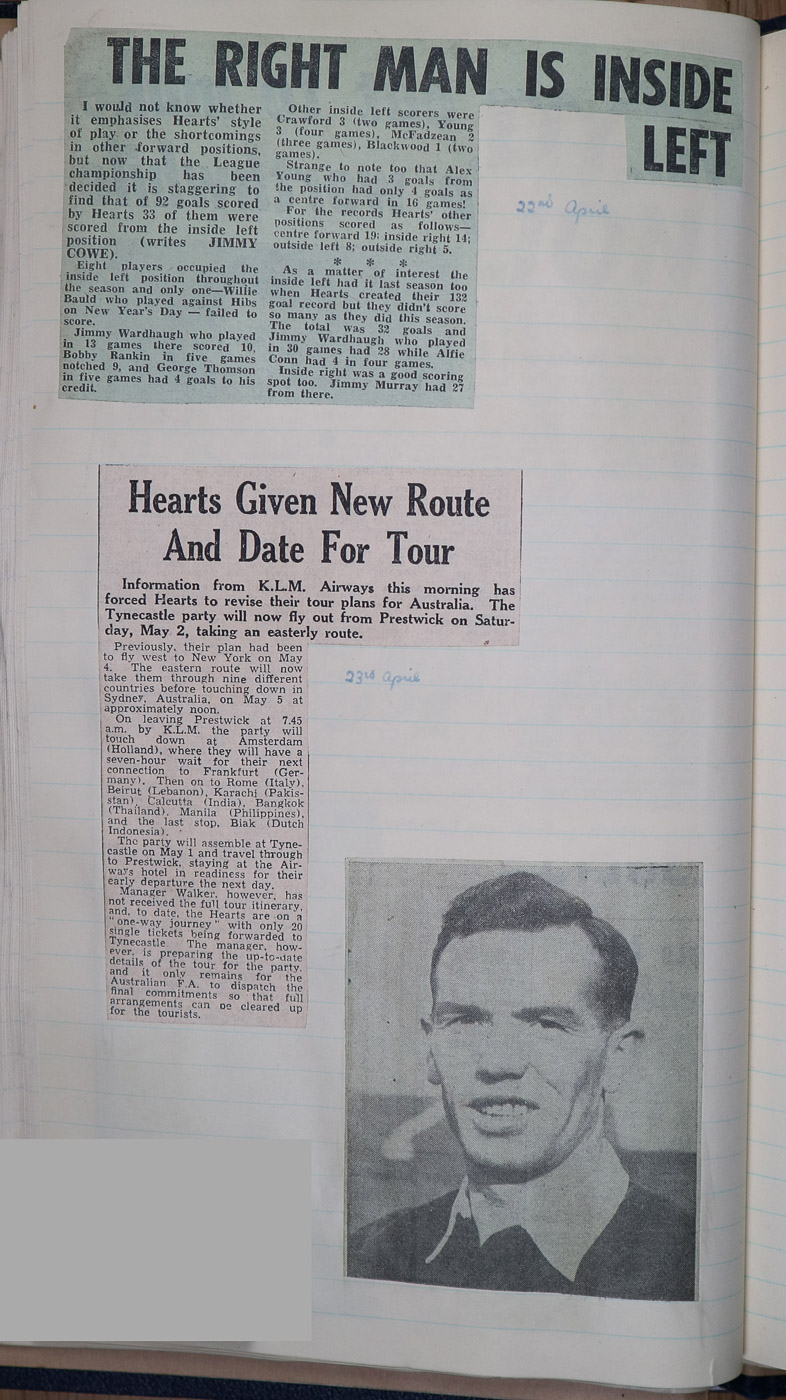 THE RIGHT MAN IS INSIDE
LEFT
I would not know whether
it emphasises Hearts' style
of play or the shortcomings
in other forward positions,
but now that the League
championship has been
decided it is staggering to
find that of 92 goals scored
by Hearts 33 of them were
scored from the inside left
position (writes JIMMY
COWE).
Eight players occupied the
inside left position throughout
the season and only one—Willie
Bauld who played against Hibs
on New Year's Day — failed to
score.
Jimmy Wardhaugh who played
in 13 games there scored 10,
Bobby Rankin in five games
notched 9, and George Thomson
in five games had 4 goals to his
credit.
Other inside left scorers were
Crawford 3 (two games), Young
3 (four games), McFadzean 2
(three games), Blackwood 1 (two
games).
Strange to note too that Alex
Young who had 3 goals from
the position had only 4 goals as
a centre forward in 16 games!
For the records Hearts' other
positions scored as follows—
centre forward 19; inside right 14;
outside left 8; outside right 5.
* * *
As a matter of interest the
inside left had it last season too
when Hearts created their 132
goal record but they didn't score
so many as they did this season.
The total was 32 goals and
Jimmy Wardhaugh who played
in 30 games had 28 while Alfie
Conn had 4 in four games.
Inside right was a good scoring
spot too. Jimmy Murray had 27
from there.
22nd April
Hearts Given New Route
And Date For Tour
Information from K.L.M. Airways this morning has
forced Hearts to revise their tour plans for Australia. The
Tynecastle party will now fly out from Prestwick on Satur-
day, May 2, taking an easterly route.
Previously, their plan had been
to fly west to New York on May
4. The eastern route will now
take them through nine different
countries before touching down in
Sydney, Australia, on May 5 at
approximately noon.
On leaving Prestwick at 7.45
a.m. by K.L.M. the party will
touch down at Amsterdam
(Holland), where they will have a
seven-hour wait for their next
connection to Frankfurt (Ger-
many). Then on to Rome (Italy),
Beirut (Lebanon), Karachi (Pakis-
stan), Calcutta (India), Bangkok
(Thailand), Manila (Philippines),
and the last stop, Biak (Dutch
Indonesia).
The party will assemble at Tyne-
castle on May 1 and travel through
to Prestwick, staying at the Air-
ways hotel in readiness for their
early departure the next day.
Manager Walker, however, has
not received the full tour itinerary,
and, to date, the Hearts are on a
"one-way journey" with only 20
single tickets being forwarded to
Tynecastle. The manager, how-
ever, is preparing the up-to-date
details of the tour for the party,
and it only remains for the
Australian F.A. to dispatch the
final commitments so that full
arrangements can be cleared up
for the tourists.
23rd April